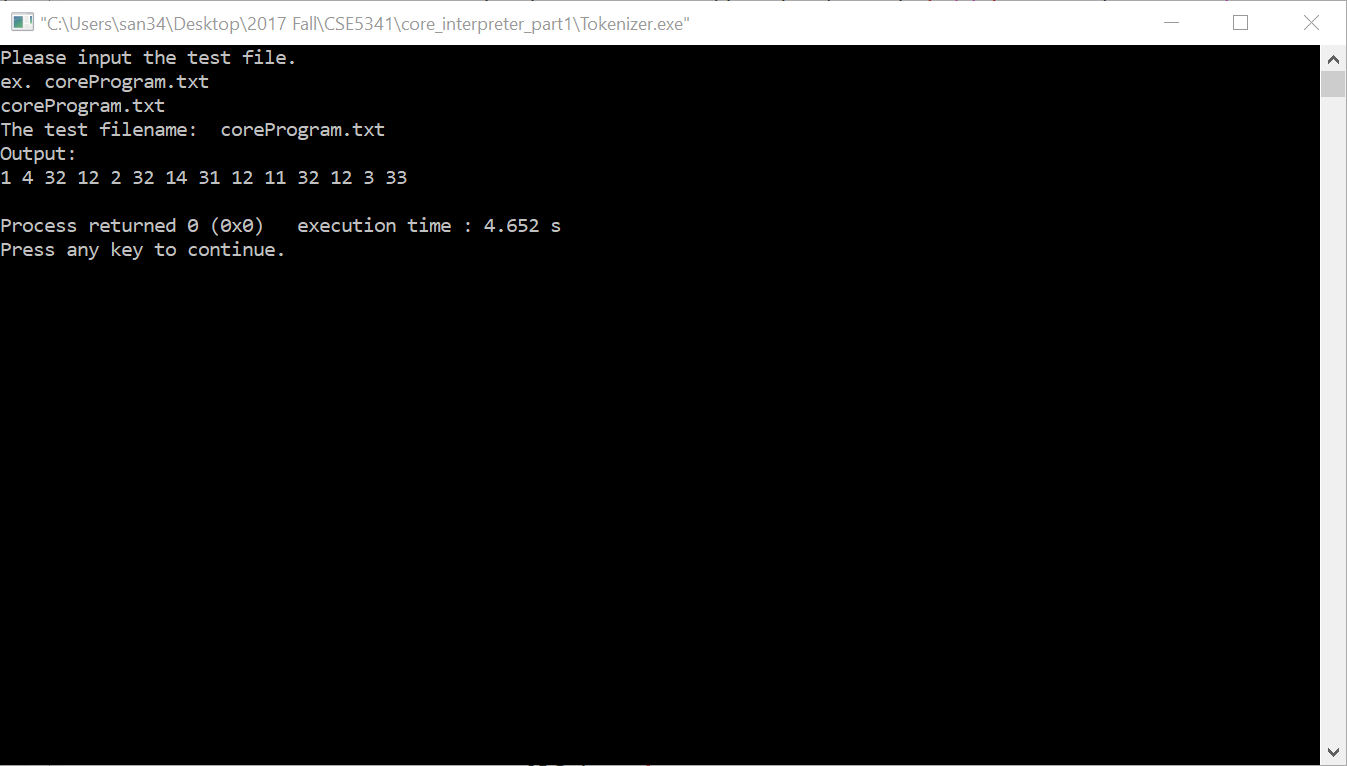 "C:\Users\san34\Desktop\2017 Fall\CSE5341\core_interpreter_part1\Tokenizer.exe"
Please input the test file.
ex. coreProgram.txt
coreProgram.txt
The test filename:  coreProgram.txt
Output:
1 4 32 12 2 32 14 31 12 11 32 12 3 33
Process returned 0 (0x0)   execution time : 4.652 s
Press any key to continue.